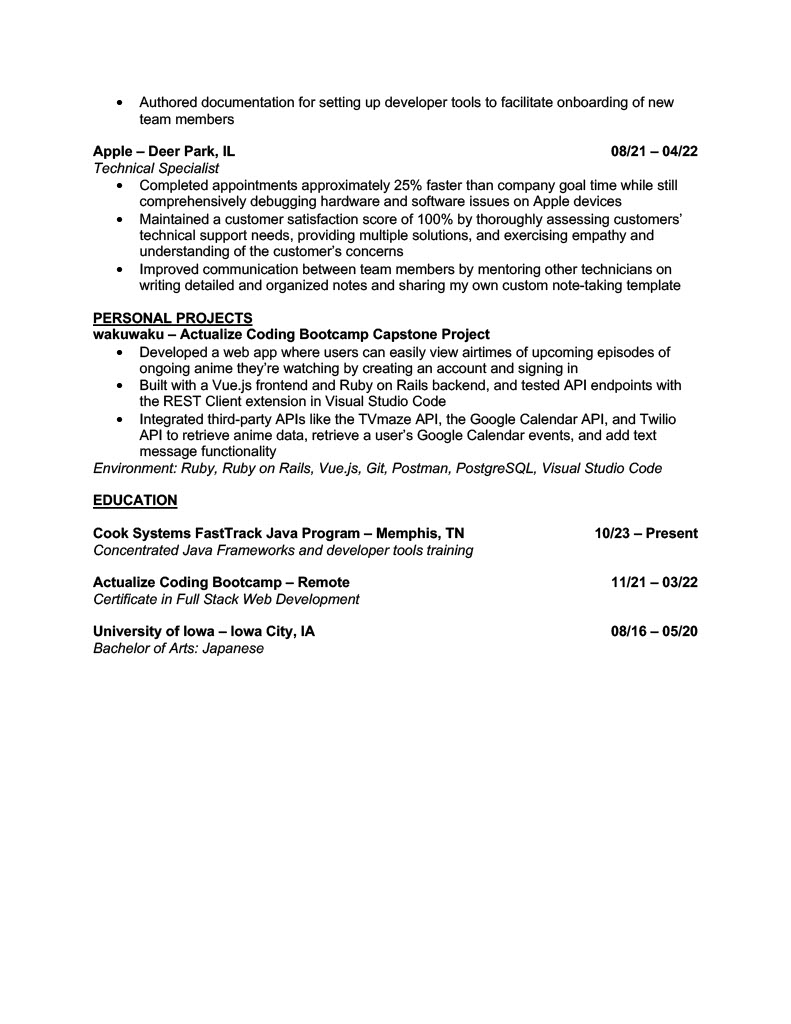 • Authored documentation for setting up developer tools to facilitate onboarding of new
team members
Apple – Deer Park, IL 08/21 – 04/22
Technical Specialist
• Completed appointments approximately 25% faster than company goal time while still
comprehensively debugging hardware and software issues on Apple devices
• Maintained a customer satisfaction score of 100% by thoroughly assessing customers’
technical support needs, providing multiple solutions, and exercising empathy and
understanding of the customer’s concerns
• Improved communication between team members by mentoring other technicians on
writing detailed and organized notes and sharing my own custom note-taking template
PERSONAL PROJECTS
wakuwaku – Actualize Coding Bootcamp Capstone Project
• Developed a web app where users can easily view airtimes of upcoming episodes of
ongoing anime they’re watching by creating an account and signing in
• Built with a Vue.js frontend and Ruby on Rails backend, and tested API endpoints with
the REST Client extension in Visual Studio Code
• Integrated third-party APIs like the TVmaze API, the Google Calendar API, and Twilio
API to retrieve anime data, retrieve a user’s Google Calendar events, and add text
message functionality
Environment: Ruby, Ruby on Rails, Vue.js, Git, Postman, PostgreSQL, Visual Studio Code
EDUCATION
Cook Systems FastTrack Java Program – Memphis, TN 10/23 – Present
Concentrated Java Frameworks and developer tools training
Actualize Coding Bootcamp – Remote 11/21 – 03/22
Certificate in Full Stack Web Development
University of Iowa – Iowa City, IA 08/16 – 05/20
Bachelor of Arts: Japanese